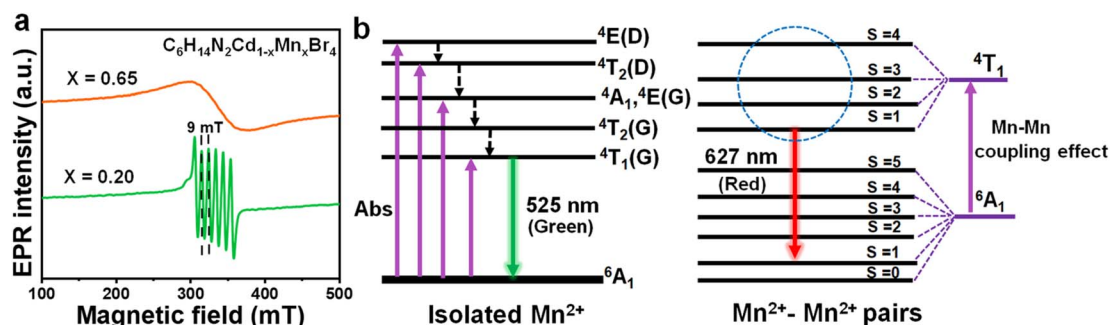 a
C₆H₁₄N₂Cd₁₋ₓMnₓBr₄
X = 0.65
9 mT
X = 0.20
EPR intensity (a.u.)
100 200 300 400 500
Magnetic field (mT)
b
⁴E(D)
⁴T₂(D)
⁴A₁,⁴E(G)
⁴T₂(G)
⁴T₁(G)
Abs
525 nm
(Green)
⁶A₁
Isolated Mn²⁺
S =4
S =3
S =2
S =1
627 nm
(Red)
S =5
S =4
S =3
S =2
S =1
S =0
⁴T₁
Mn-Mn
coupling effect
⁶A₁
Mn²⁺- Mn²⁺ pairs